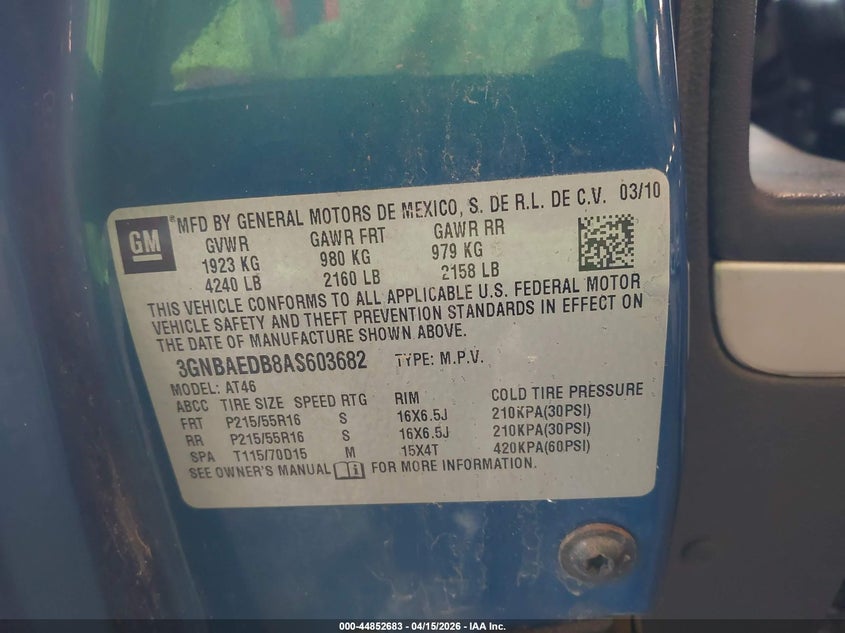 GM
®MFD BY GENERAL MOTORS DE MEXICO, S. DE R.L. DE C.V. 03/10
GVWR GAWR FRT GAWR RR
1923 KG 980 KG 979 KG
4240 LB 2160 LB 2158 LB
THIS VEHICLE CONFORMS TO ALL APPLICABLE U.S. FEDERAL MOTOR
VEHICLE SAFETY AND THEFT PREVENTION STANDARDS IN EFFECT ON
THE DATE OF MANUFACTURE SHOWN ABOVE.
3GNBAEDB8AS603682 TYPE: M.P.V.
MODEL: AT46
ABCC TIRE SIZE SPEED RTG RIM COLD TIRE PRESSURE
FRT P215/55R16 S 16X6.5J 210KPA(30PSI)
RR P215/55R16 S 16X6.5J 210KPA(30PSI)
SPA T115/70D15 M 15X4T 420KPA(60PSI)
SEE OWNER'S MANUAL FOR MORE INFORMATION.
000-44852683 - 04/15/2026 - IAA Inc.